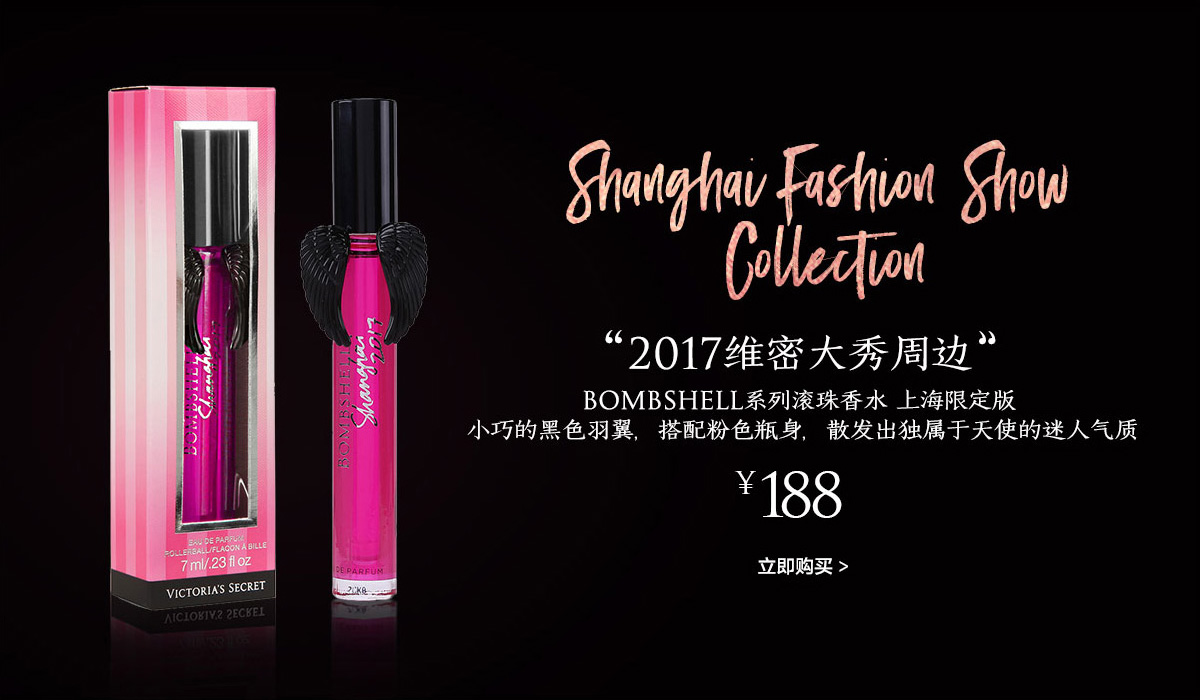 Shanghai Fashion Show
Collection
“2017维密大秀周边”
BOMBSHELL系列滚珠香水 上海限定版
小巧的黑色羽翼，搭配粉色瓶身，散发出独属于天使的迷人气质
¥188
立即购买 >
BOMBSHELL
Shanghai
EAU DE PARFUM
ROLLERBALL/FLACON À BILLE
7 ml/.23 fl oz
VICTORIA'S SECRET
BOMBSHELL
Shanghai
2017
DE PARFUM